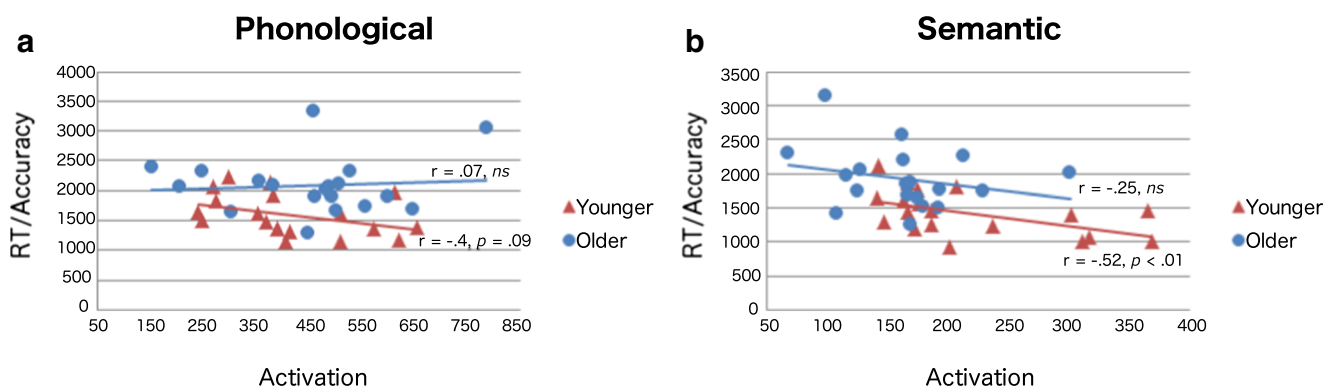 a
Phonological
RT/Accuracy
4000
3500
3000
2500
2000
1500
1000
500
0
50 150 250 350 450 550 650 750 850
Activation
r = .07, ns
r = -.4, p = .09
Younger
Older
b
Semantic
RT/Accuracy
3500
3000
2500
2000
1500
1000
500
0
50 100 150 200 250 300 350 400
Activation
r = -.25, ns
r = -.52, p < .01
Younger
Older